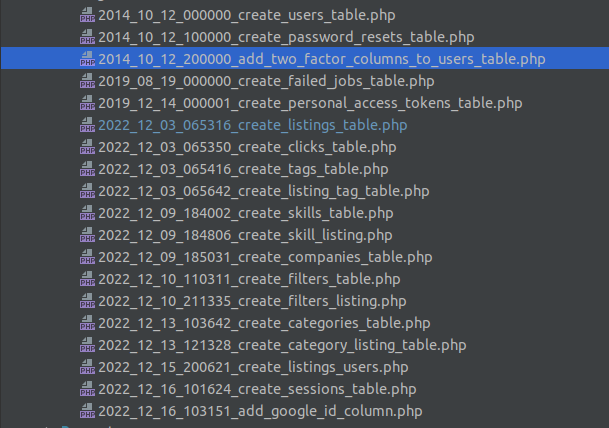 2014_10_12_000000_create_users_table.php
2014_10_12_100000_create_password_resets_table.php
2014_10_12_200000_add_two_factor_columns_to_users_table.php
2019_08_19_000000_create_failed_jobs_table.php
2019_12_14_000001_create_personal_access_tokens_table.php
2022_12_03_065316_create_listings_table.php
2022_12_03_065350_create_clicks_table.php
2022_12_03_065416_create_tags_table.php
2022_12_03_065642_create_listing_tag_table.php
2022_12_09_184002_create_skills_table.php
2022_12_09_184806_create_skill_listing.php
2022_12_09_185031_create_companies_table.php
2022_12_10_110311_create_filters_table.php
2022_12_10_211335_create_filters_listing.php
2022_12_13_103642_create_categories_table.php
2022_12_13_121328_create_category_listing_table.php
2022_12_15_200621_create_listings_users.php
2022_12_16_101624_create_sessions_table.php
2022_12_16_103151_add_google_id_column.php